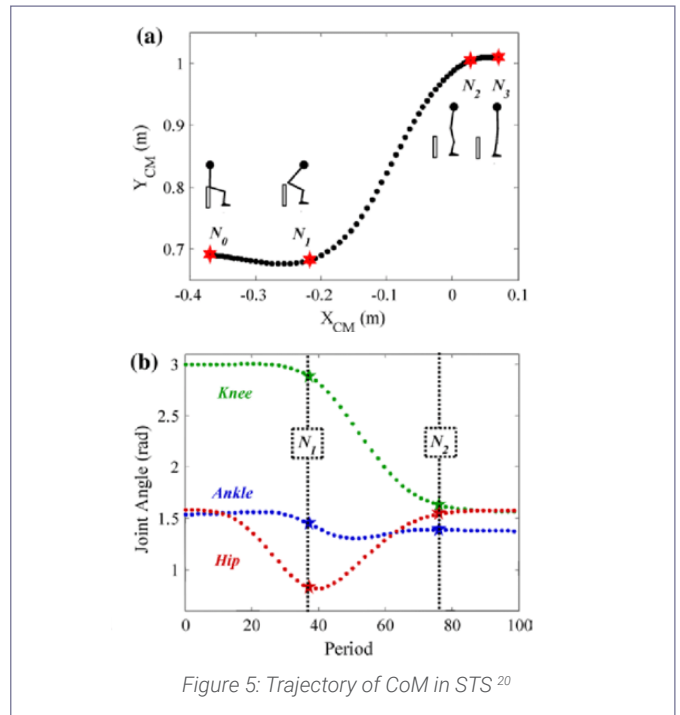 (a)
1
0.9
0.8
0.7
Y_CM (m)
N_0
N_1
N_2 N_3
-0.4 -0.3 -0.2 -0.1 0 0.1
X_CM (m)
(b)
3
2.5
2
1.5
1
Joint Angle (rad)
Knee
Ankle
Hip
N_1
N_2
0 20 40 60 80 100
Period
Figure 5: Trajectory of CoM in STS 20